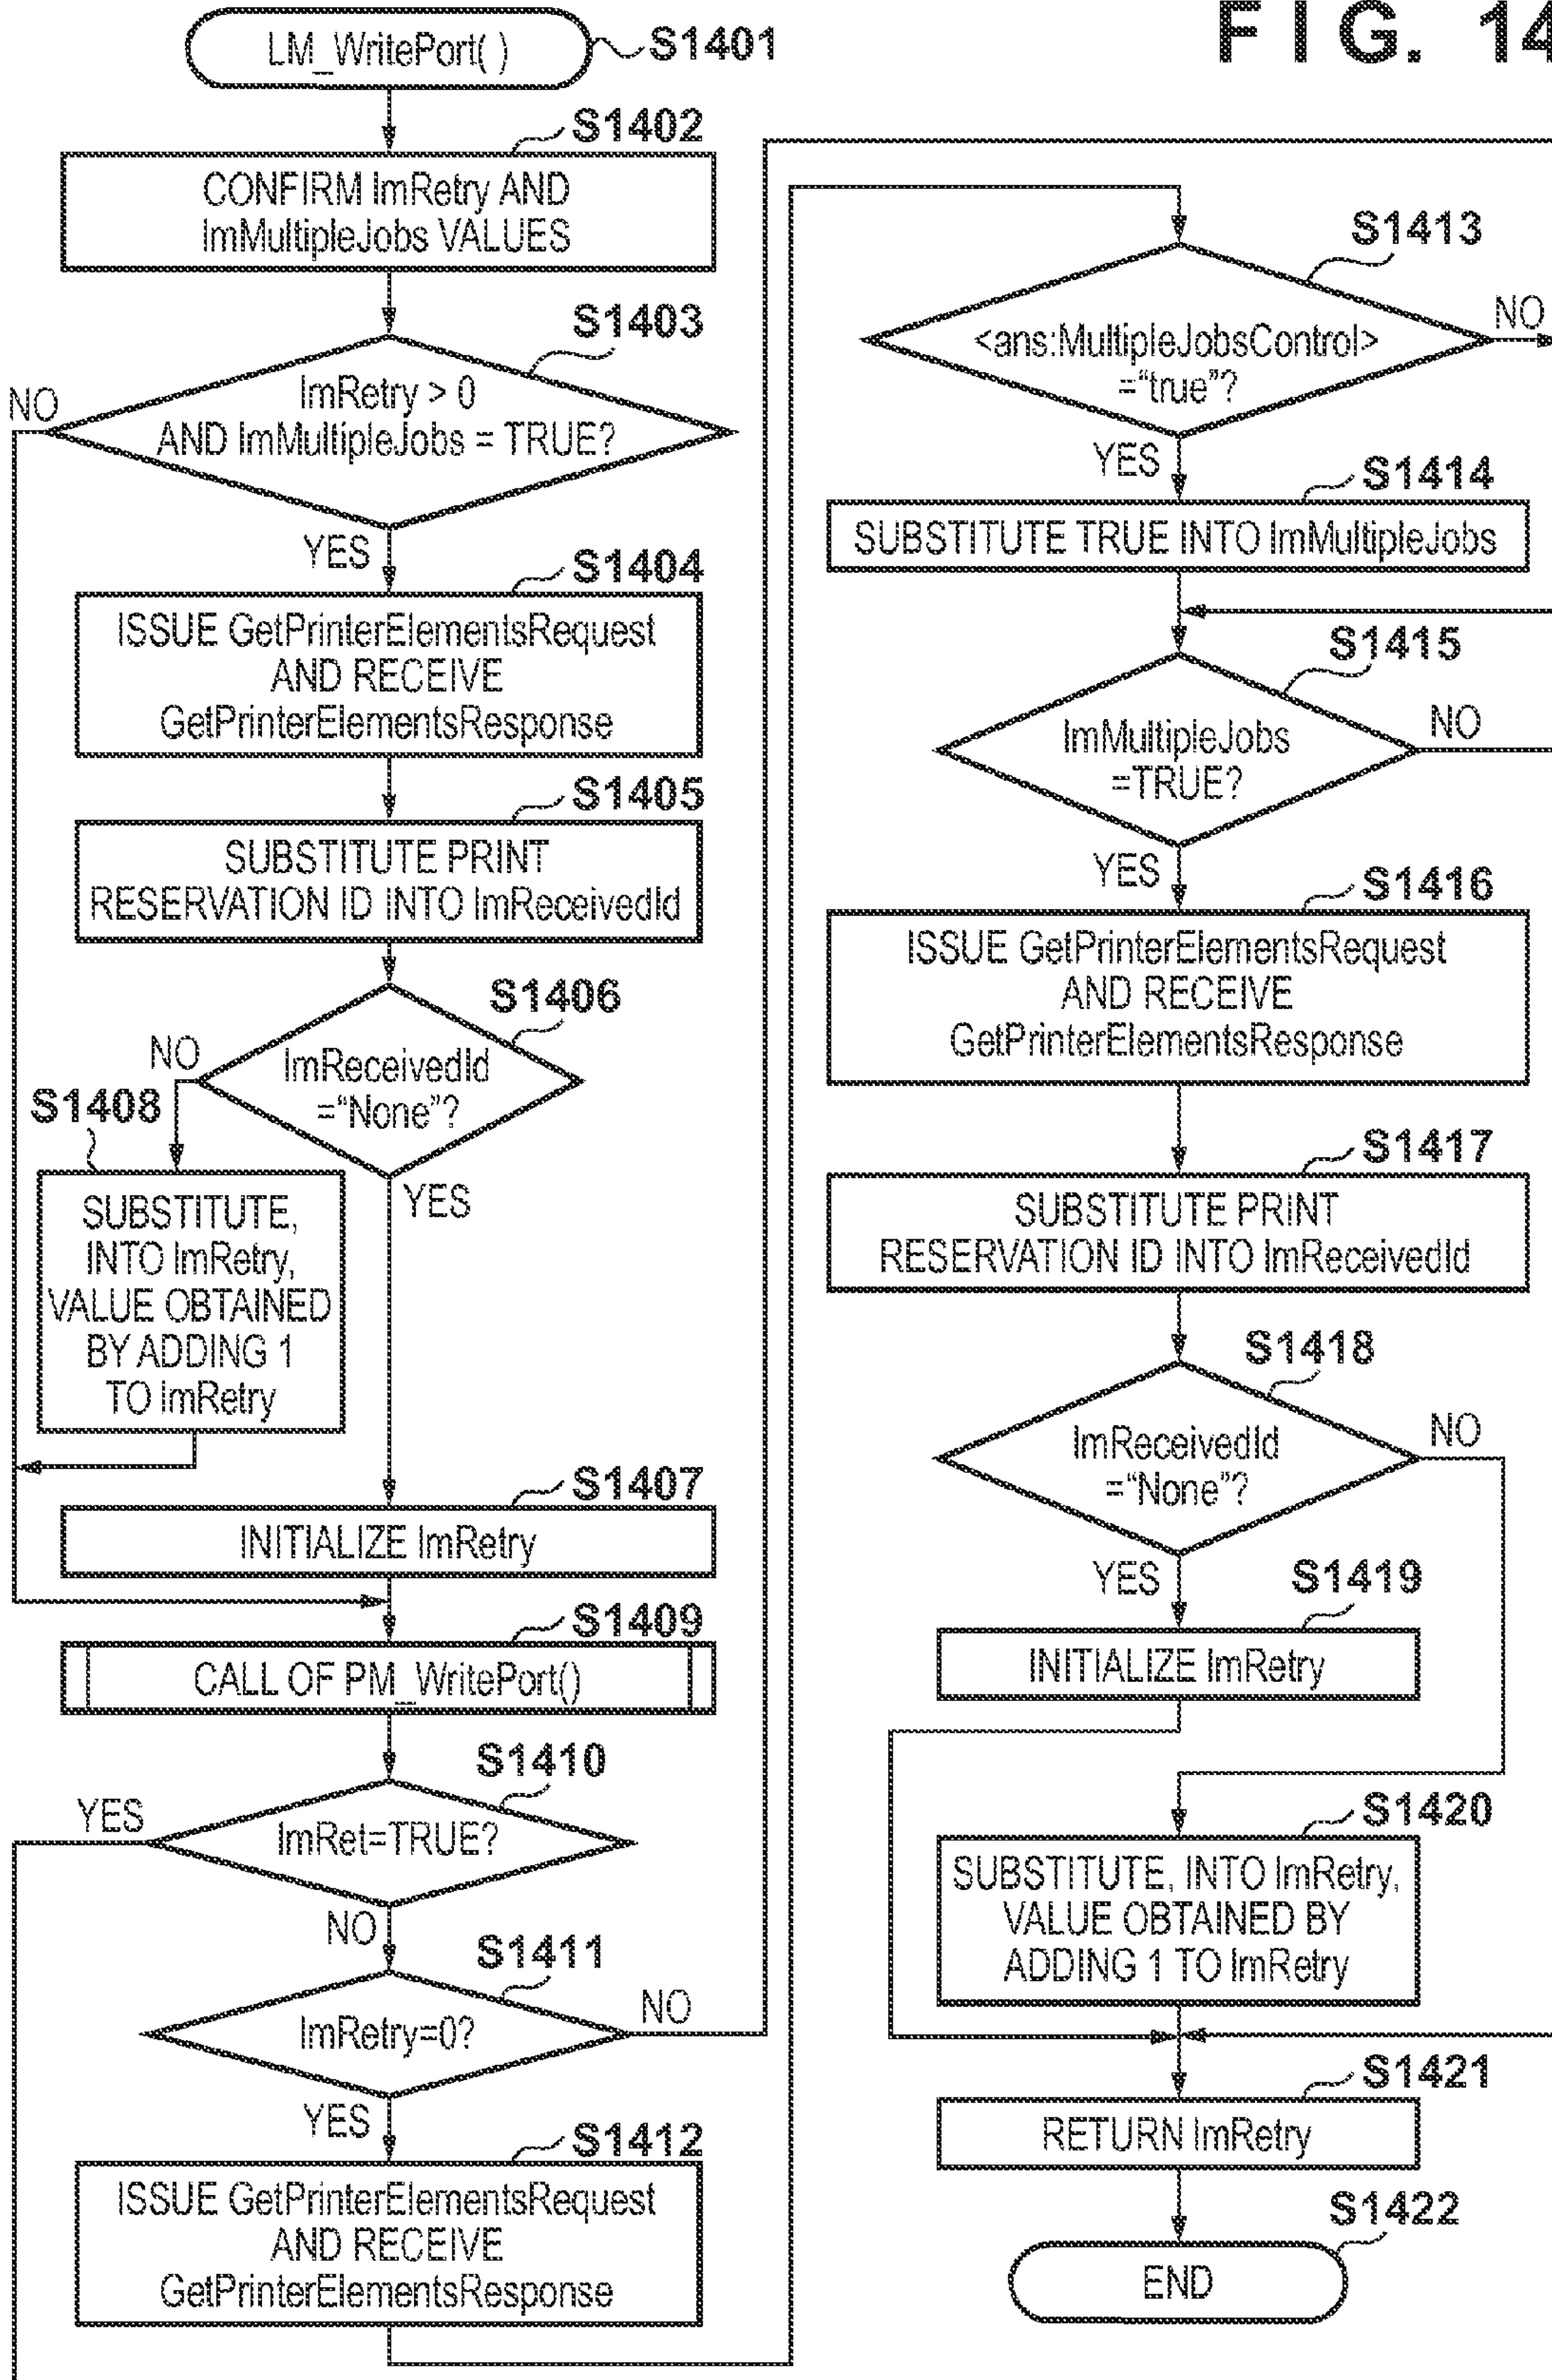 FIG. 14
LM_WritePort( )
S1401
S1402
CONFIRM lmRetry AND
lmMultipleJobs VALUES
S1403
lmRetry > 0
AND lmMultipleJobs = TRUE?
NO
YES
S1404
ISSUE GetPrinterElementsRequest
AND RECEIVE
GetPrinterElementsResponse
S1405
SUBSTITUTE PRINT
RESERVATION ID INTO lmReceivedId
S1406
lmReceivedId
="None"?
NO
YES
S1408
SUBSTITUTE,
INTO lmRetry,
VALUE OBTAINED
BY ADDING 1
TO lmRetry
S1407
INITIALIZE lmRetry
S1409
CALL OF PM_WritePort()
S1410
lmRet=TRUE?
YES
NO
S1411
lmRetry=0?
NO
YES
S1412
ISSUE GetPrinterElementsRequest
AND RECEIVE
GetPrinterElementsResponse
S1413
<ans:MultipleJobsControl>
="true"?
NO
YES
S1414
SUBSTITUTE TRUE INTO lmMultipleJobs
S1415
lmMultipleJobs
=TRUE?
NO
YES
S1416
ISSUE GetPrinterElementsRequest
AND RECEIVE
GetPrinterElementsResponse
S1417
SUBSTITUTE PRINT
RESERVATION ID INTO lmReceivedId
S1418
lmReceivedId
="None"?
NO
YES
S1419
INITIALIZE lmRetry
S1420
SUBSTITUTE, INTO lmRetry,
VALUE OBTAINED BY
ADDING 1 TO lmRetry
S1421
RETURN lmRetry
S1422
END